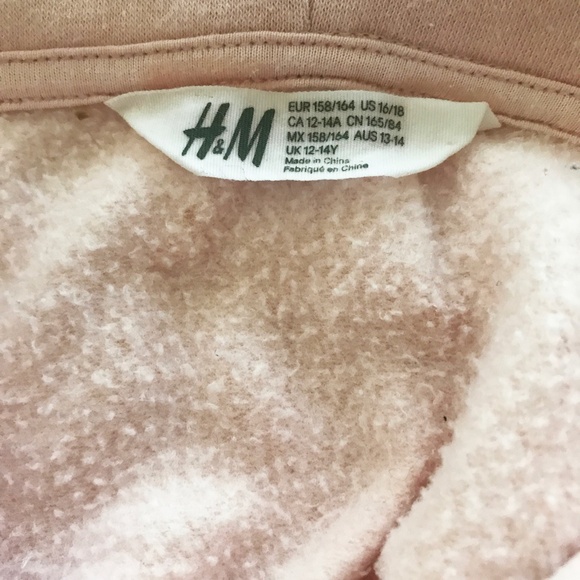 H&M
EUR 158/164 US 16/18
CA 12-14A CN 165/84
MX 158/164 AUS 13-14
UK 12-14Y
Made in China
Fabriqué en Chine